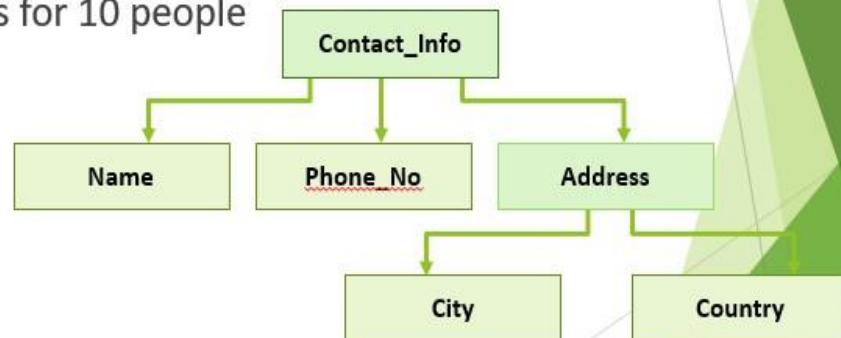 s for 10 people
Contact_Info
Name
Phone_No
Address
City
Country